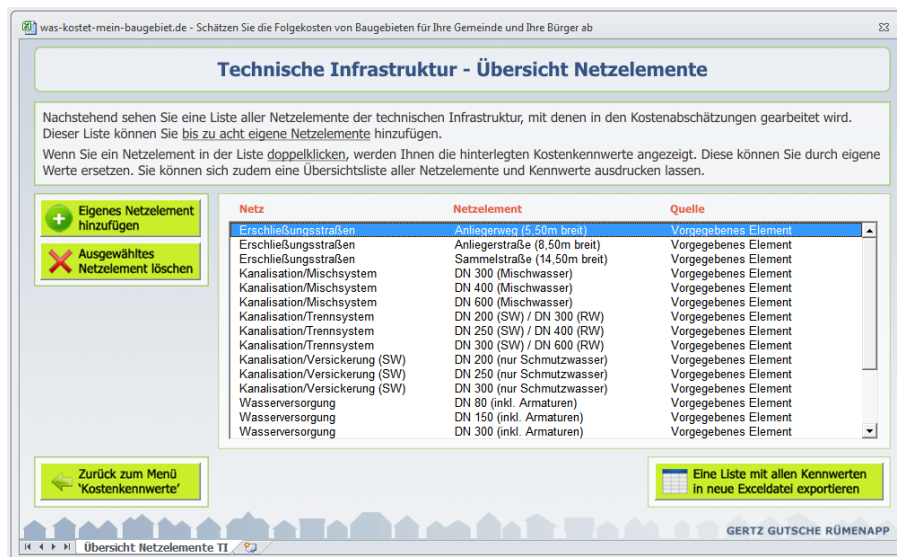 was-kostet-mein-baugebiet.de - Schätzen Sie die Folgekosten von Baugebieten für Ihre Gemeinde und Ihre Bürger ab
Technische Infrastruktur - Übersicht Netzelemente
Nachstehend sehen Sie eine Liste aller Netzelemente der technischen Infrastruktur, mit denen in den Kostenabschätzungen gearbeitet wird.
Dieser Liste können Sie bis zu acht eigene Netzelemente hinzufügen.
Wenn Sie ein Netzelement in der Liste doppelklicken, werden Ihnen die hinterlegten Kostenkennwerte angezeigt. Diese können Sie durch eigene
Werte ersetzen. Sie können sich zudem eine Übersichtsliste aller Netzelemente und Kennwerte ausdrucken lassen.
Eigenes Netzelement
hinzufügen
Ausgewähltes
Netzelement löschen
Netz Netzelement Quelle
Erschließungsstraßen Anliegerweg (5,50m breit) Vorgegebenes Element
Erschließungsstraßen Anliegerstraße (8,50m breit) Vorgegebenes Element
Erschließungsstraßen Sammelstraße (14,50m breit) Vorgegebenes Element
Kanalisation/Mischsystem DN 300 (Mischwasser) Vorgegebenes Element
Kanalisation/Mischsystem DN 400 (Mischwasser) Vorgegebenes Element
Kanalisation/Mischsystem DN 600 (Mischwasser) Vorgegebenes Element
Kanalisation/Trennsystem DN 200 (SW) / DN 300 (RW) Vorgegebenes Element
Kanalisation/Trennsystem DN 250 (SW) / DN 400 (RW) Vorgegebenes Element
Kanalisation/Trennsystem DN 300 (SW) / DN 600 (RW) Vorgegebenes Element
Kanalisation/Versickerung (SW) DN 200 (nur Schmutzwasser) Vorgegebenes Element
Kanalisation/Versickerung (SW) DN 250 (nur Schmutzwasser) Vorgegebenes Element
Kanalisation/Versickerung (SW) DN 300 (nur Schmutzwasser) Vorgegebenes Element
Wasserversorgung DN 80 (inkl. Armaturen) Vorgegebenes Element
Wasserversorgung DN 150 (inkl. Armaturen) Vorgegebenes Element
Wasserversorgung DN 300 (inkl. Armaturen) Vorgegebenes Element
Zurück zum Menü
'Kostenkennwerte'
Eine Liste mit allen Kennwerten
in neue Exceldatei exportieren
GERTZ GUTSCHE RÜMENAPP
Übersicht Netzelemente TI